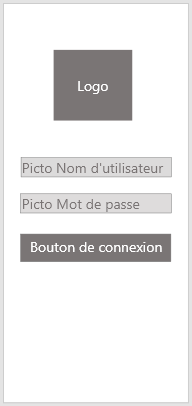 Logo
Picto Nom d'utilisateur
Picto Mot de passe
Bouton de connexion